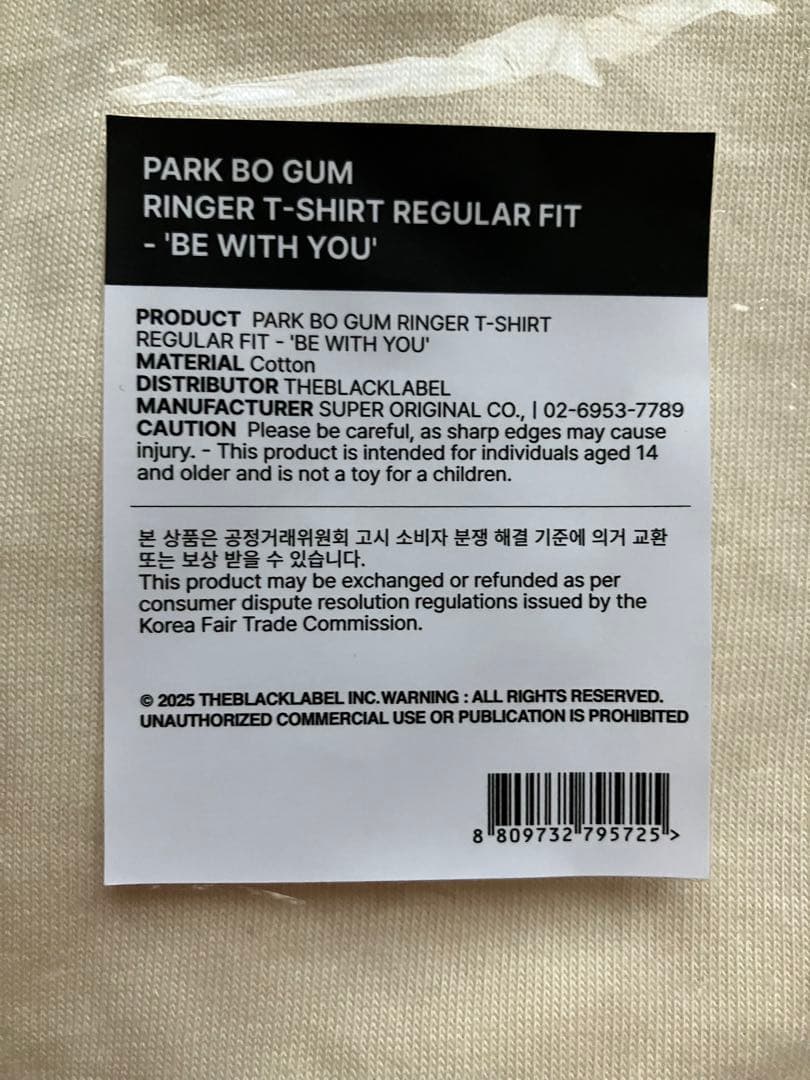 PARK BO GUM
RINGER T-SHIRT REGULAR FIT
- 'BE WITH YOU'
PRODUCT PARK BO GUM RINGER T-SHIRT
REGULAR FIT - 'BE WITH YOU'
MATERIAL Cotton
DISTRIBUTOR THEBLACKLABEL
MANUFACTURER SUPER ORIGINAL CO., | 02-6953-7789
CAUTION Please be careful, as sharp edges may cause
injury. - This product is intended for individuals aged 14
and older and is not a toy for a children.
본 상품은 공정거래위원회 고시 소비자 분쟁 해결 기준에 의거 교환
또는 보상 받을 수 있습니다.
This product may be exchanged or refunded as per
consumer dispute resolution regulations issued by the
Korea Fair Trade Commission.
© 2025 THEBLACKLABEL INC. WARNING : ALL RIGHTS RESERVED.
UNAUTHORIZED COMMERCIAL USE OR PUBLICATION IS PROHIBITED
8 809732 795725 >